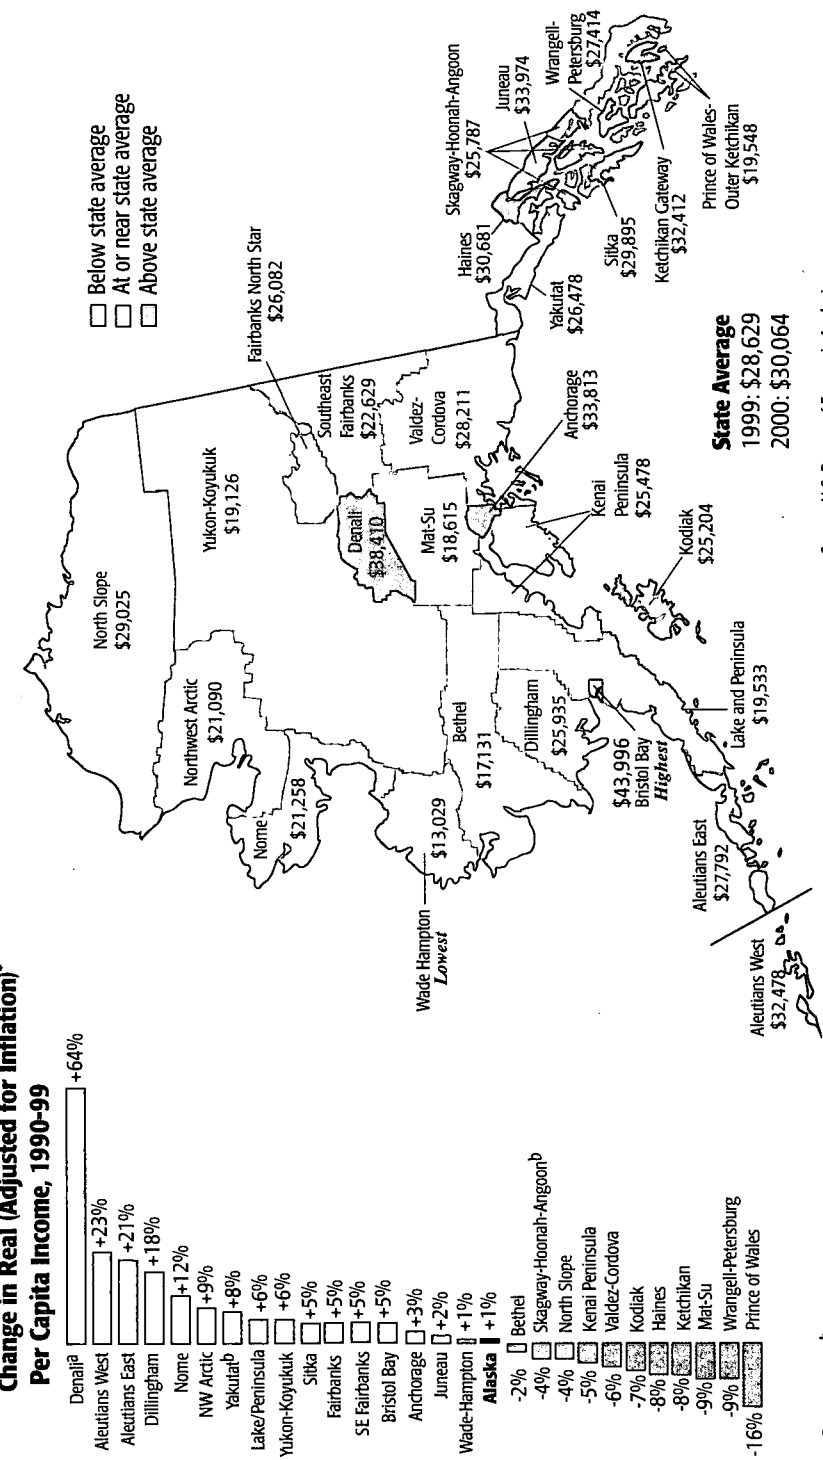 Change in Real (Adjusted for Inflation)
Per Capita Income, 1990-99
Denali^a +64%
Aleutians West +23%
Aleutians East +21%
Dillingham +18%
Nome +12%
NW Arctic +9%
Yakutat^b +8%
Lake/Peninsula +6%
Yukon-Koyukuk +6%
Sitka +5%
Fairbanks +5%
SE Fairbanks +5%
Bristol Bay +5%
Anchorage +3%
Juneau +2%
Wade-Hampton +1%
Alaska +1%
-2% Bethel
-4% Skagway-Hoonah-Angoon^b
-4% North Slope
-5% Kenai Peninsula
-6% Valdez-Cordova
-7% Kodiak
-8% Haines
-8% Ketchikan
-9% Mat-Su
-9% Wrangell-Petersburg
-16% Prince of Wales
Below state average
At or near state average
Above state average
North Slope
$29,025
Northwest Arctic
$21,090
Yukon-Koyukuk
$19,126
Fairbanks North Star
$26,082
Nome
$21,258
Southeast
Fairbanks
$22,629
Denali
$38,410
Wade Hampton
Lowest
$13,029
Mat-Su
$18,615
Valdez-
Cordova
$28,211
Bethel
$17,131
Dillingham
$25,935
Anchorage
$33,813
Kenai
Peninsula
$25,478
$43,996
Bristol Bay
Highest
Kodiak
$25,204
Lake and Peninsula
$19,533
Aleutians East
$27,792
Aleutians West
$32,478
Skagway-Hoonah-Angoon
$25,787
Juneau
$33,974
Wrangell-
Petersburg
$27,414
Haines
$30,681
Yakutat
$26,478
Sitka
$29,895
Ketchikan Gateway
$32,412
Prince of Wales-
Outer Ketchikan
$19,548
State Average
1999: $28,629
2000: $30,064